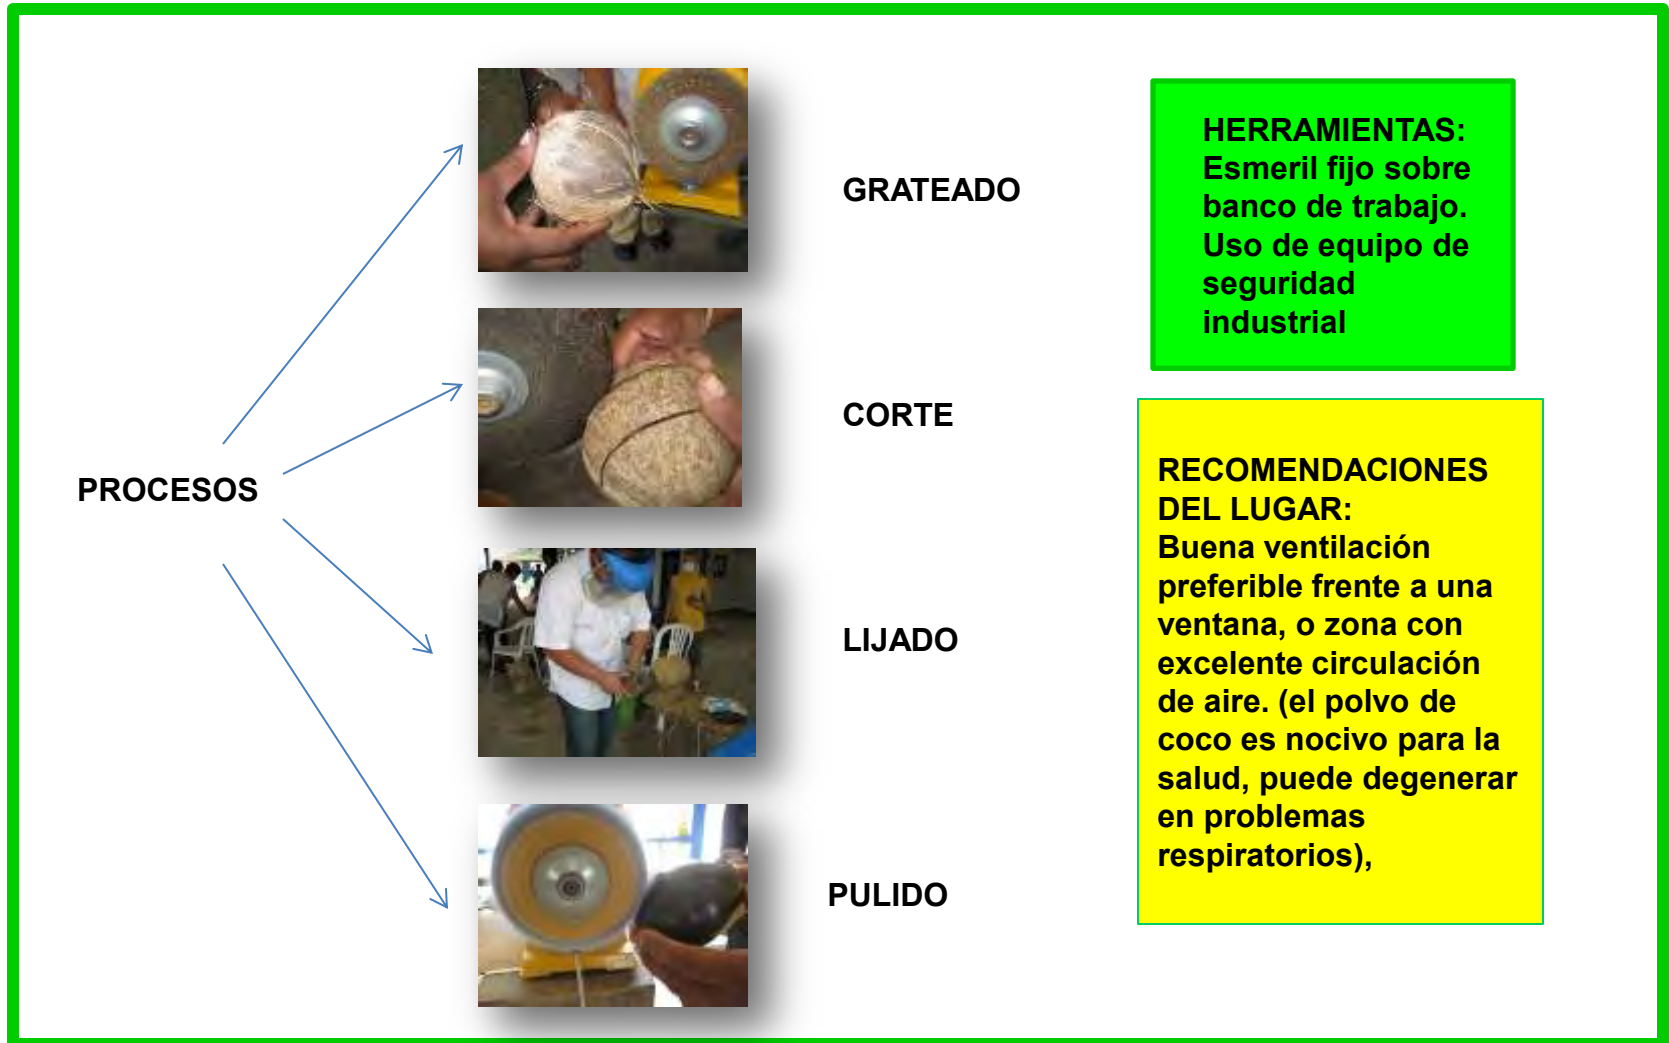 PROCESOS
GRATEADO
CORTE
LIJADO
PULIDO
HERRAMIENTAS:
Esmeril fijo sobre
banco de trabajo.
Uso de equipo de
seguridad
industrial
RECOMENDACIONES
DEL LUGAR:
Buena ventilación
preferible frente a una
ventana, o zona con
excelente circulación
de aire. (el polvo de
coco es nocivo para la
salud, puede degenerar
en problemas
respiratorios),